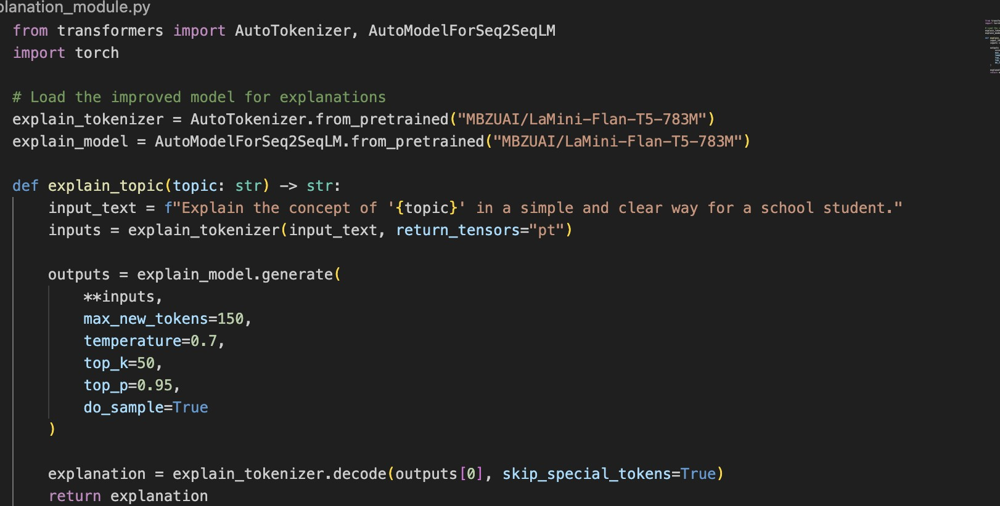 planation_module.py
from transformers import AutoTokenizer, AutoModelForSeq2SeqLM
import torch

# Load the improved model for explanations
explain_tokenizer = AutoTokenizer.from_pretrained("MBZUAI/LaMini-Flan-T5-783M")
explain_model = AutoModelForSeq2SeqLM.from_pretrained("MBZUAI/LaMini-Flan-T5-783M")

def explain_topic(topic: str) -> str:
    input_text = f"Explain the concept of '{topic}' in a simple and clear way for a school student."
    inputs = explain_tokenizer(input_text, return_tensors="pt")

    outputs = explain_model.generate(
        **inputs,
        max_new_tokens=150,
        temperature=0.7,
        top_k=50,
        top_p=0.95,
        do_sample=True
    )

    explanation = explain_tokenizer.decode(outputs[0], skip_special_tokens=True)
    return explanation